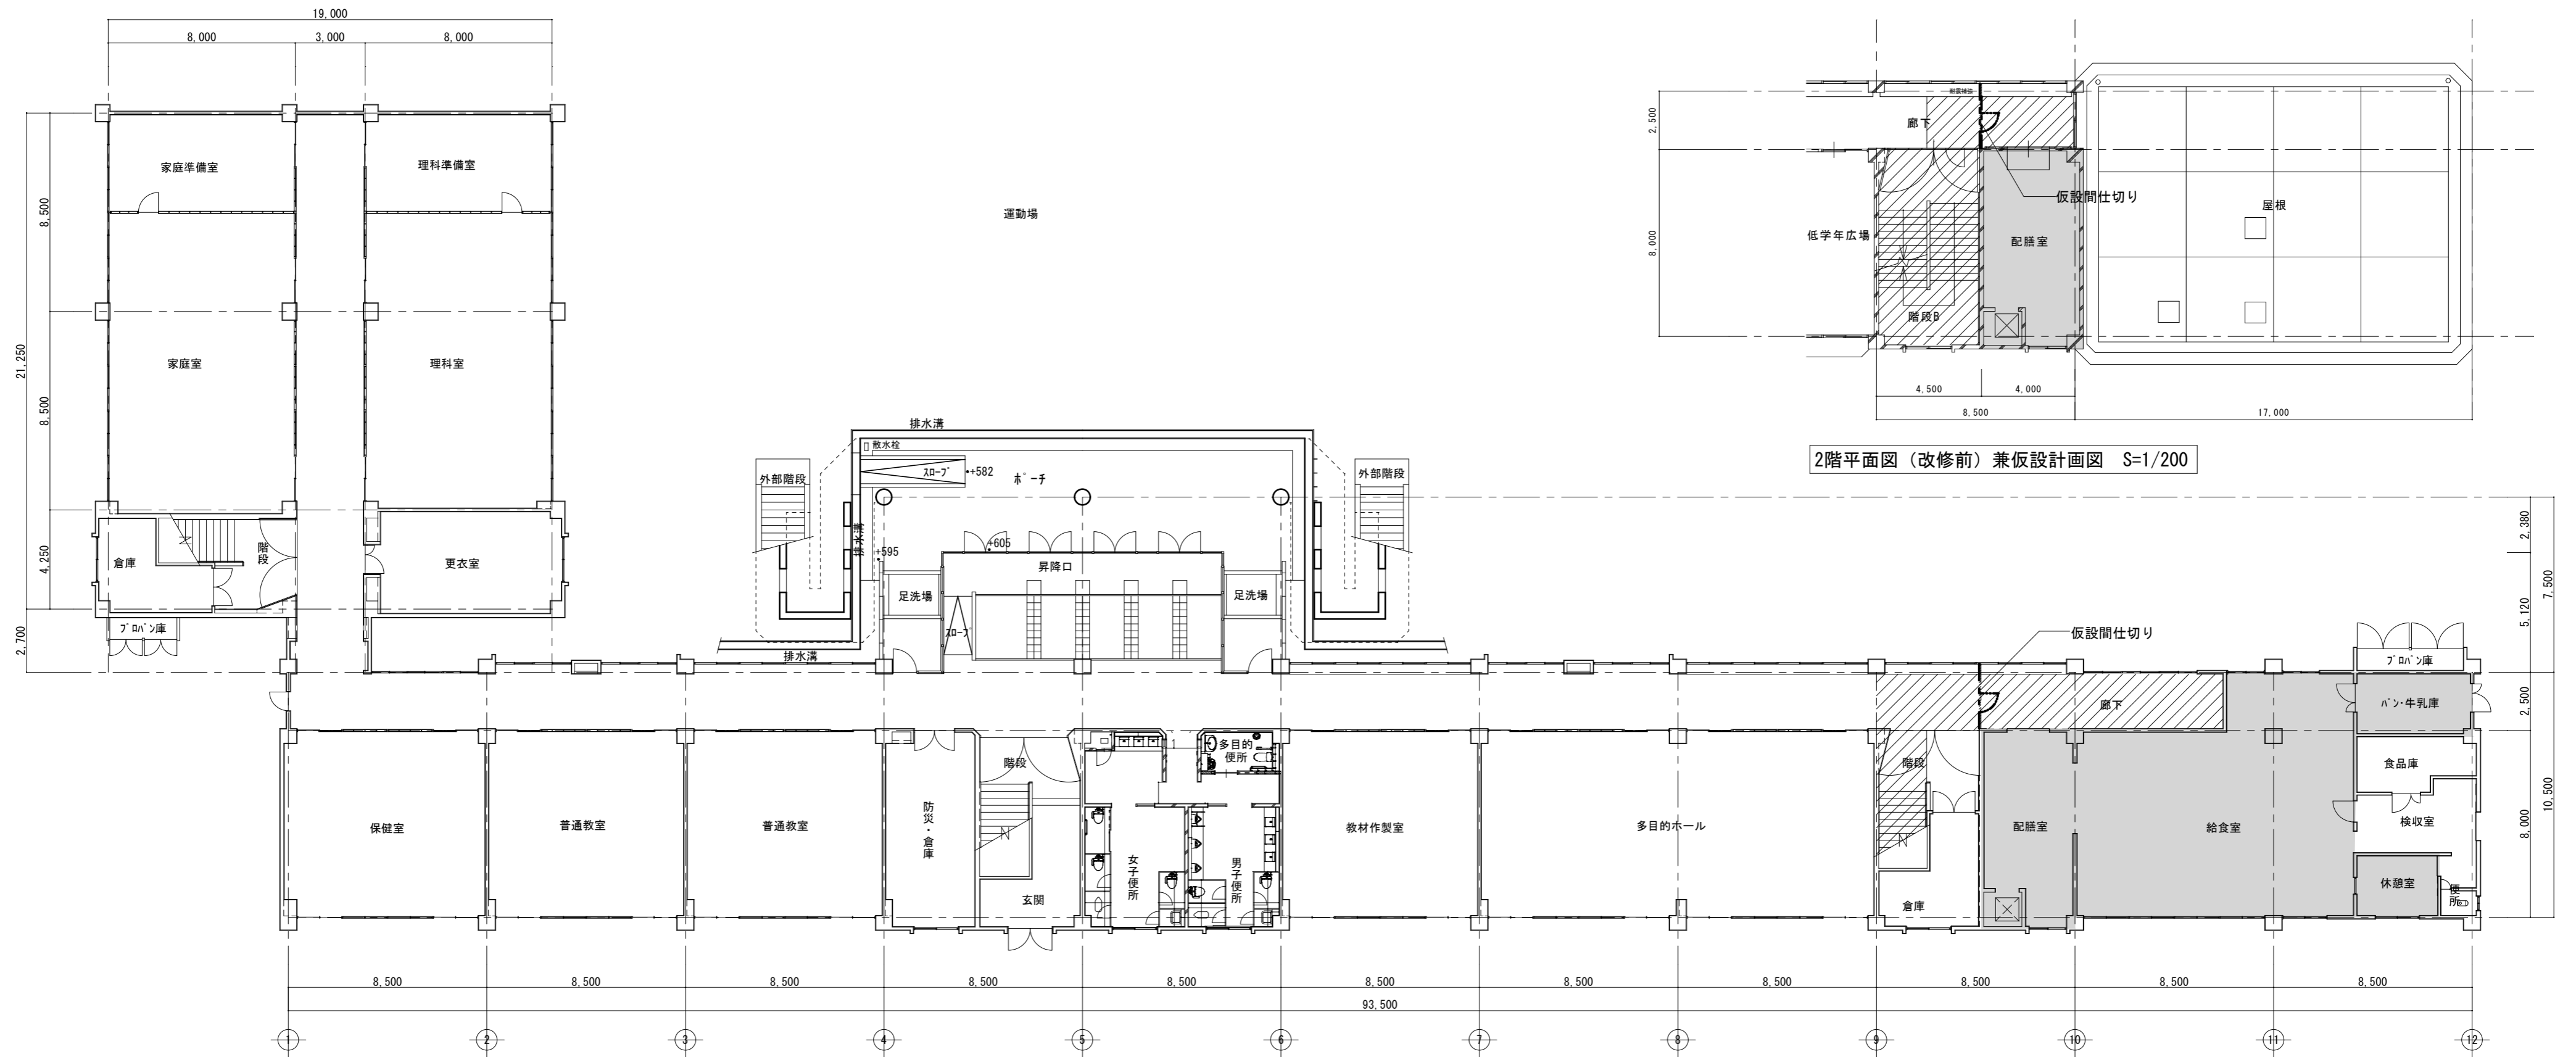 19,000
8,000
3,000
8,000
家庭準備室
理科準備室
8,500
21,250
8,500
家庭室
理科室
4,250
倉庫
階段
更衣室
プロパン庫
2,700
運動場
2,500
8,000
耐震補強
廊下
仮設間仕切り
屋根
低学年広場
配膳室
階段B
4,500
4,000
8,500
17,000
2階平面図（改修前）兼仮設計画図 S=1/200
排水溝
散水栓
外部階段
スロープ
+582
ポーチ
外部階段
排水溝
+595
+605
昇降口
足洗場
足洗場
スロープ
排水溝
仮設間仕切り
プロパン庫
2,380
5,120
7,500
2,500
8,000
10,500
廊下
パン・牛乳庫
多目的
便所
階段
階段
食品庫
保健室
普通教室
普通教室
防災・倉庫
女子便所
男子便所
教材作製室
多目的ホール
配膳室
給食室
検収室
玄関
倉庫
休憩室
便所
8,500
8,500
8,500
8,500
8,500
8,500
8,500
8,500
8,500
8,500
8,500
93,500
1
2
3
4
5
6
7
8
9
10
11
12